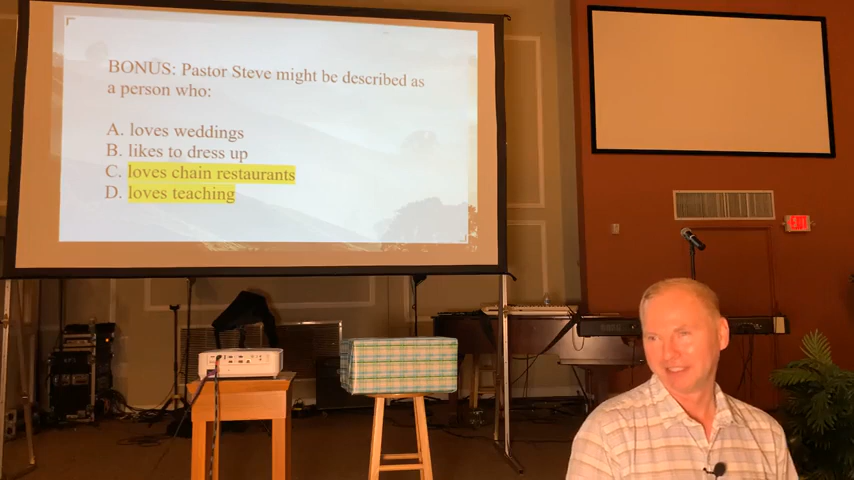 BONUS: Pastor Steve might be described as
a person who:
A. loves weddings
B. likes to dress up
C. loves chain restaurants
D. loves teaching
EXIT